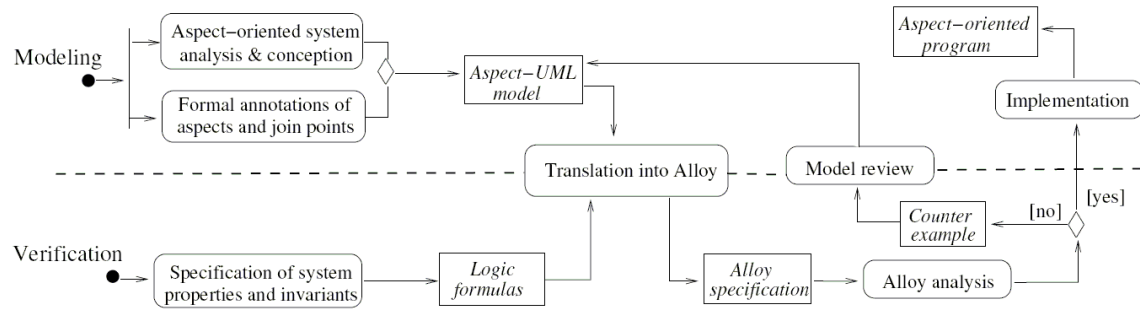 Modeling
Aspect−oriented system
analysis & conception
Formal annotations of
aspects and join points
Aspect−UML
model
Aspect−oriented
program
Implementation
Translation into Alloy
Model review
[no]
[yes]
Counter
example
Verification
Specification of system
properties and invariants
Logic
formulas
Alloy
specification
Alloy analysis